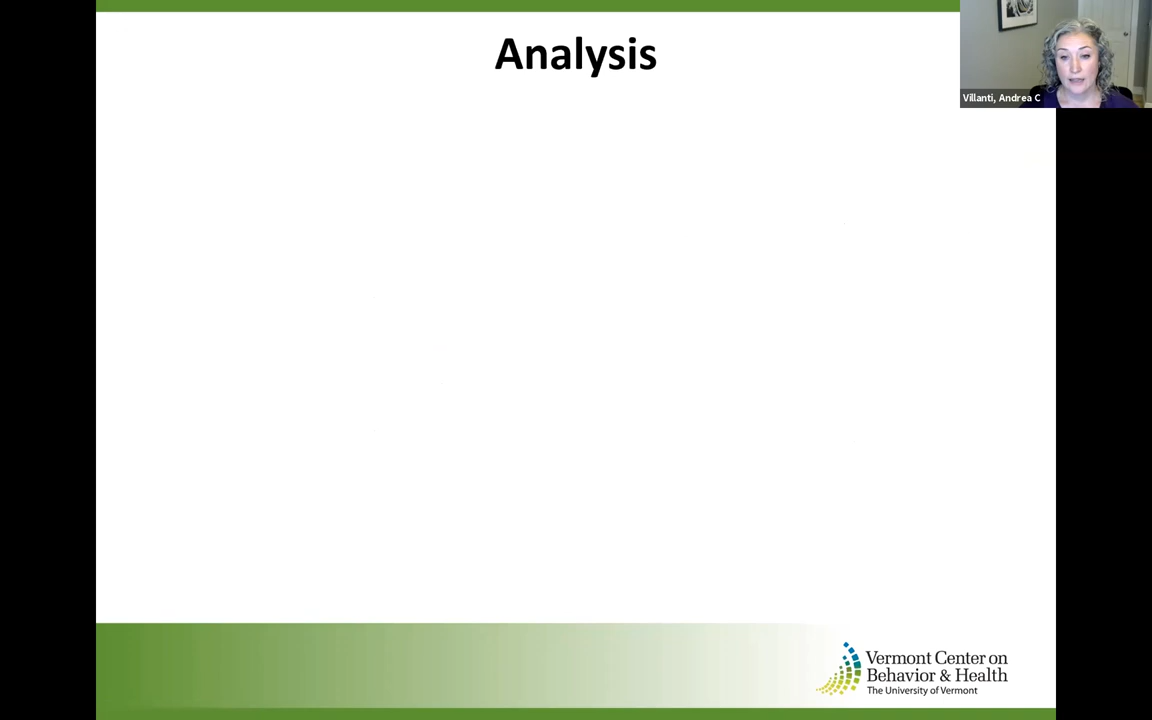 Analysis
Villanti, Andrea C
Vermont Center on
Behavior & Health
The University of Vermont